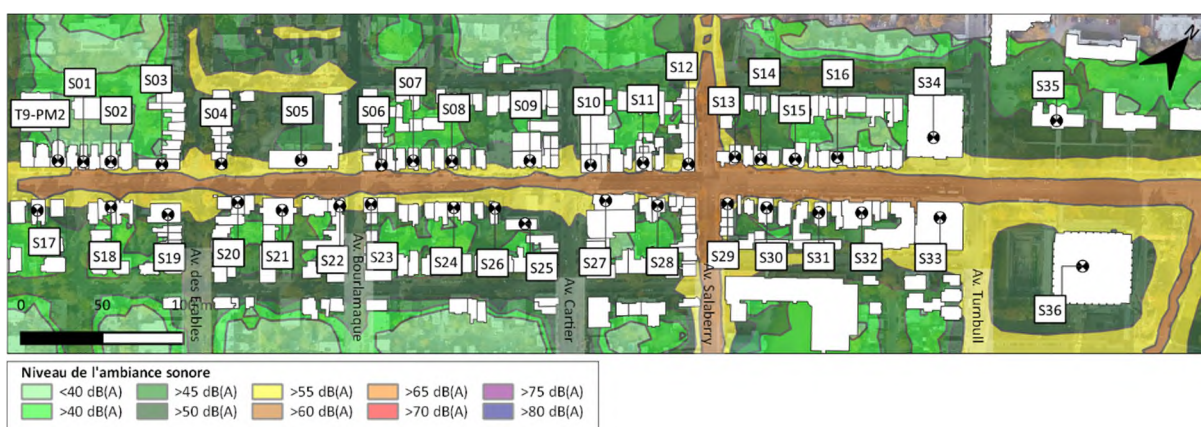 S12
S01
S03
S07
S14
S16
S34
S35
N
T9-PM2
S02
S04
S05
S06
S08
S09
S10
S11
S13
S15
S17
S18
S19
S20
S21
S22
S23
S24
S26
S25
S27
S28
S29
S30
S31
S32
S33
S36
Av. des Érables
Av. Bourlamaque
Av. Cartier
Av. Salaberry
Av. Turnbull
0 50 100 m
Niveau de l'ambiance sonore
<40 dB(A) >45 dB(A) >55 dB(A) >65 dB(A) >75 dB(A)
>40 dB(A) >50 dB(A) >60 dB(A) >70 dB(A) >80 dB(A)